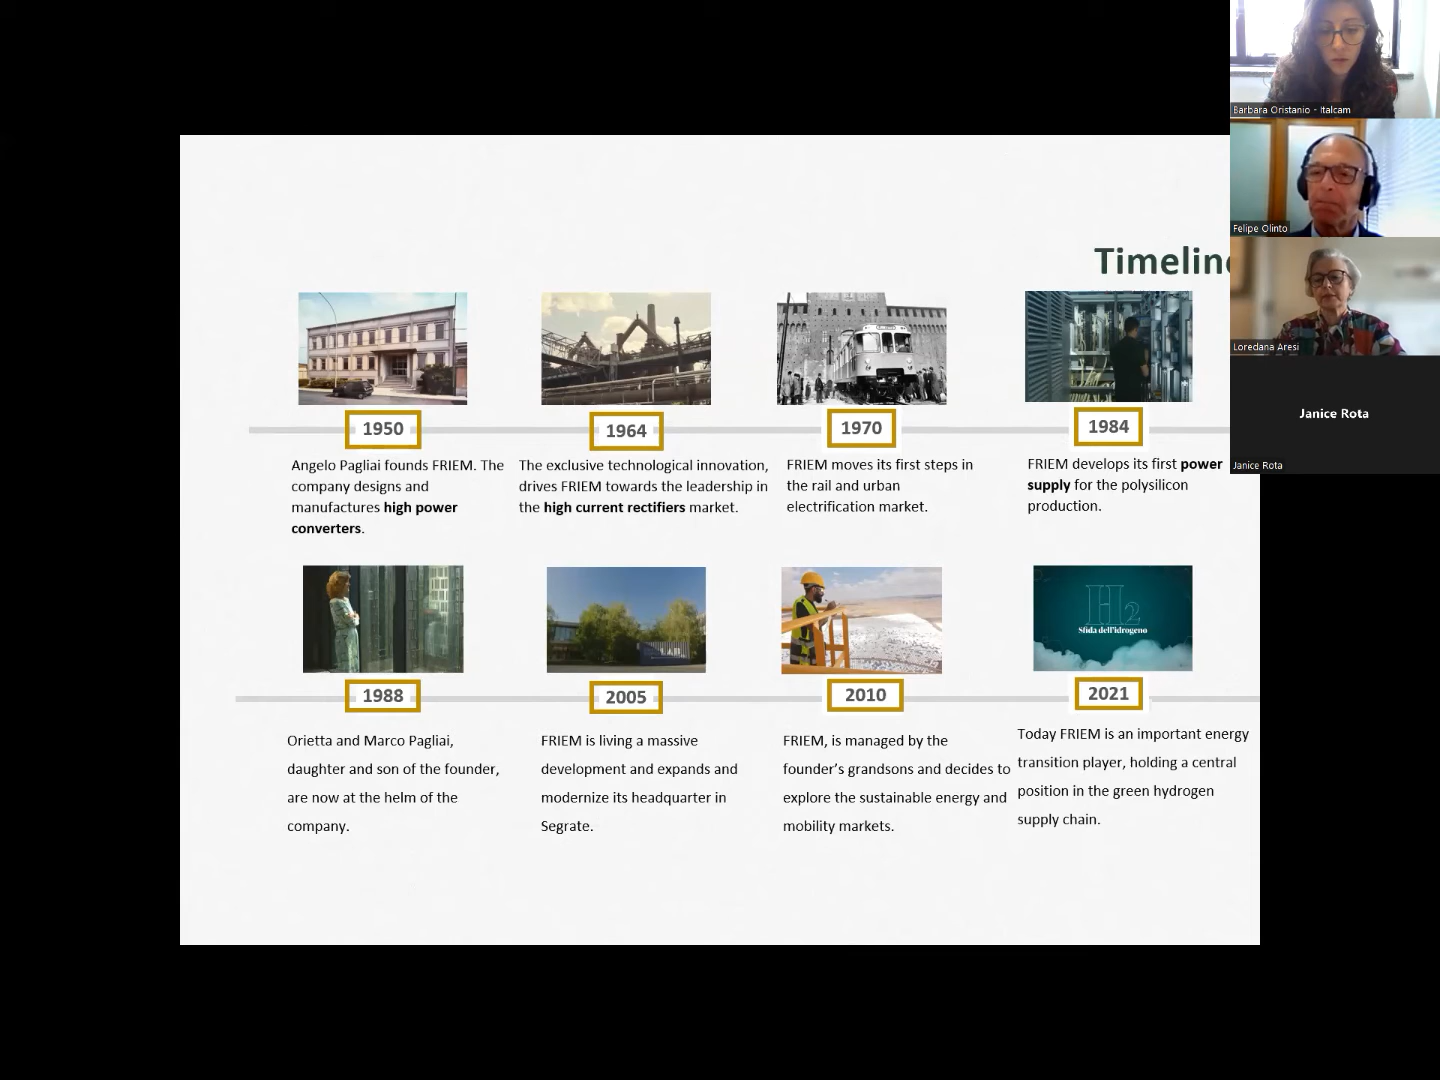 Barbara Oristanio - Italcam
Felipe Olinto
Loredana Aresi
Janice Rota
Janice Rota
Timeline
1950
Angelo Pagliai founds FRIEM. The
company designs and
manufactures high power
converters.
1964
The exclusive technological innovation,
drives FRIEM towards the leadership in
the high current rectifiers market.
1970
FRIEM moves its first steps in
the rail and urban
electrification market.
1984
FRIEM develops its first power
supply for the polysilicon
production.
H2
Sfida dell'idrogeno
1988
Orietta and Marco Pagliai,
daughter and son of the founder,
are now at the helm of the
company.
2005
FRIEM is living a massive
development and expands and
modernize its headquarter in
Segrate.
2010
FRIEM, is managed by the
founder’s grandsons and decides to
explore the sustainable energy and
mobility markets.
2021
Today FRIEM is an important energy
transition player, holding a central
position in the green hydrogen
supply chain.